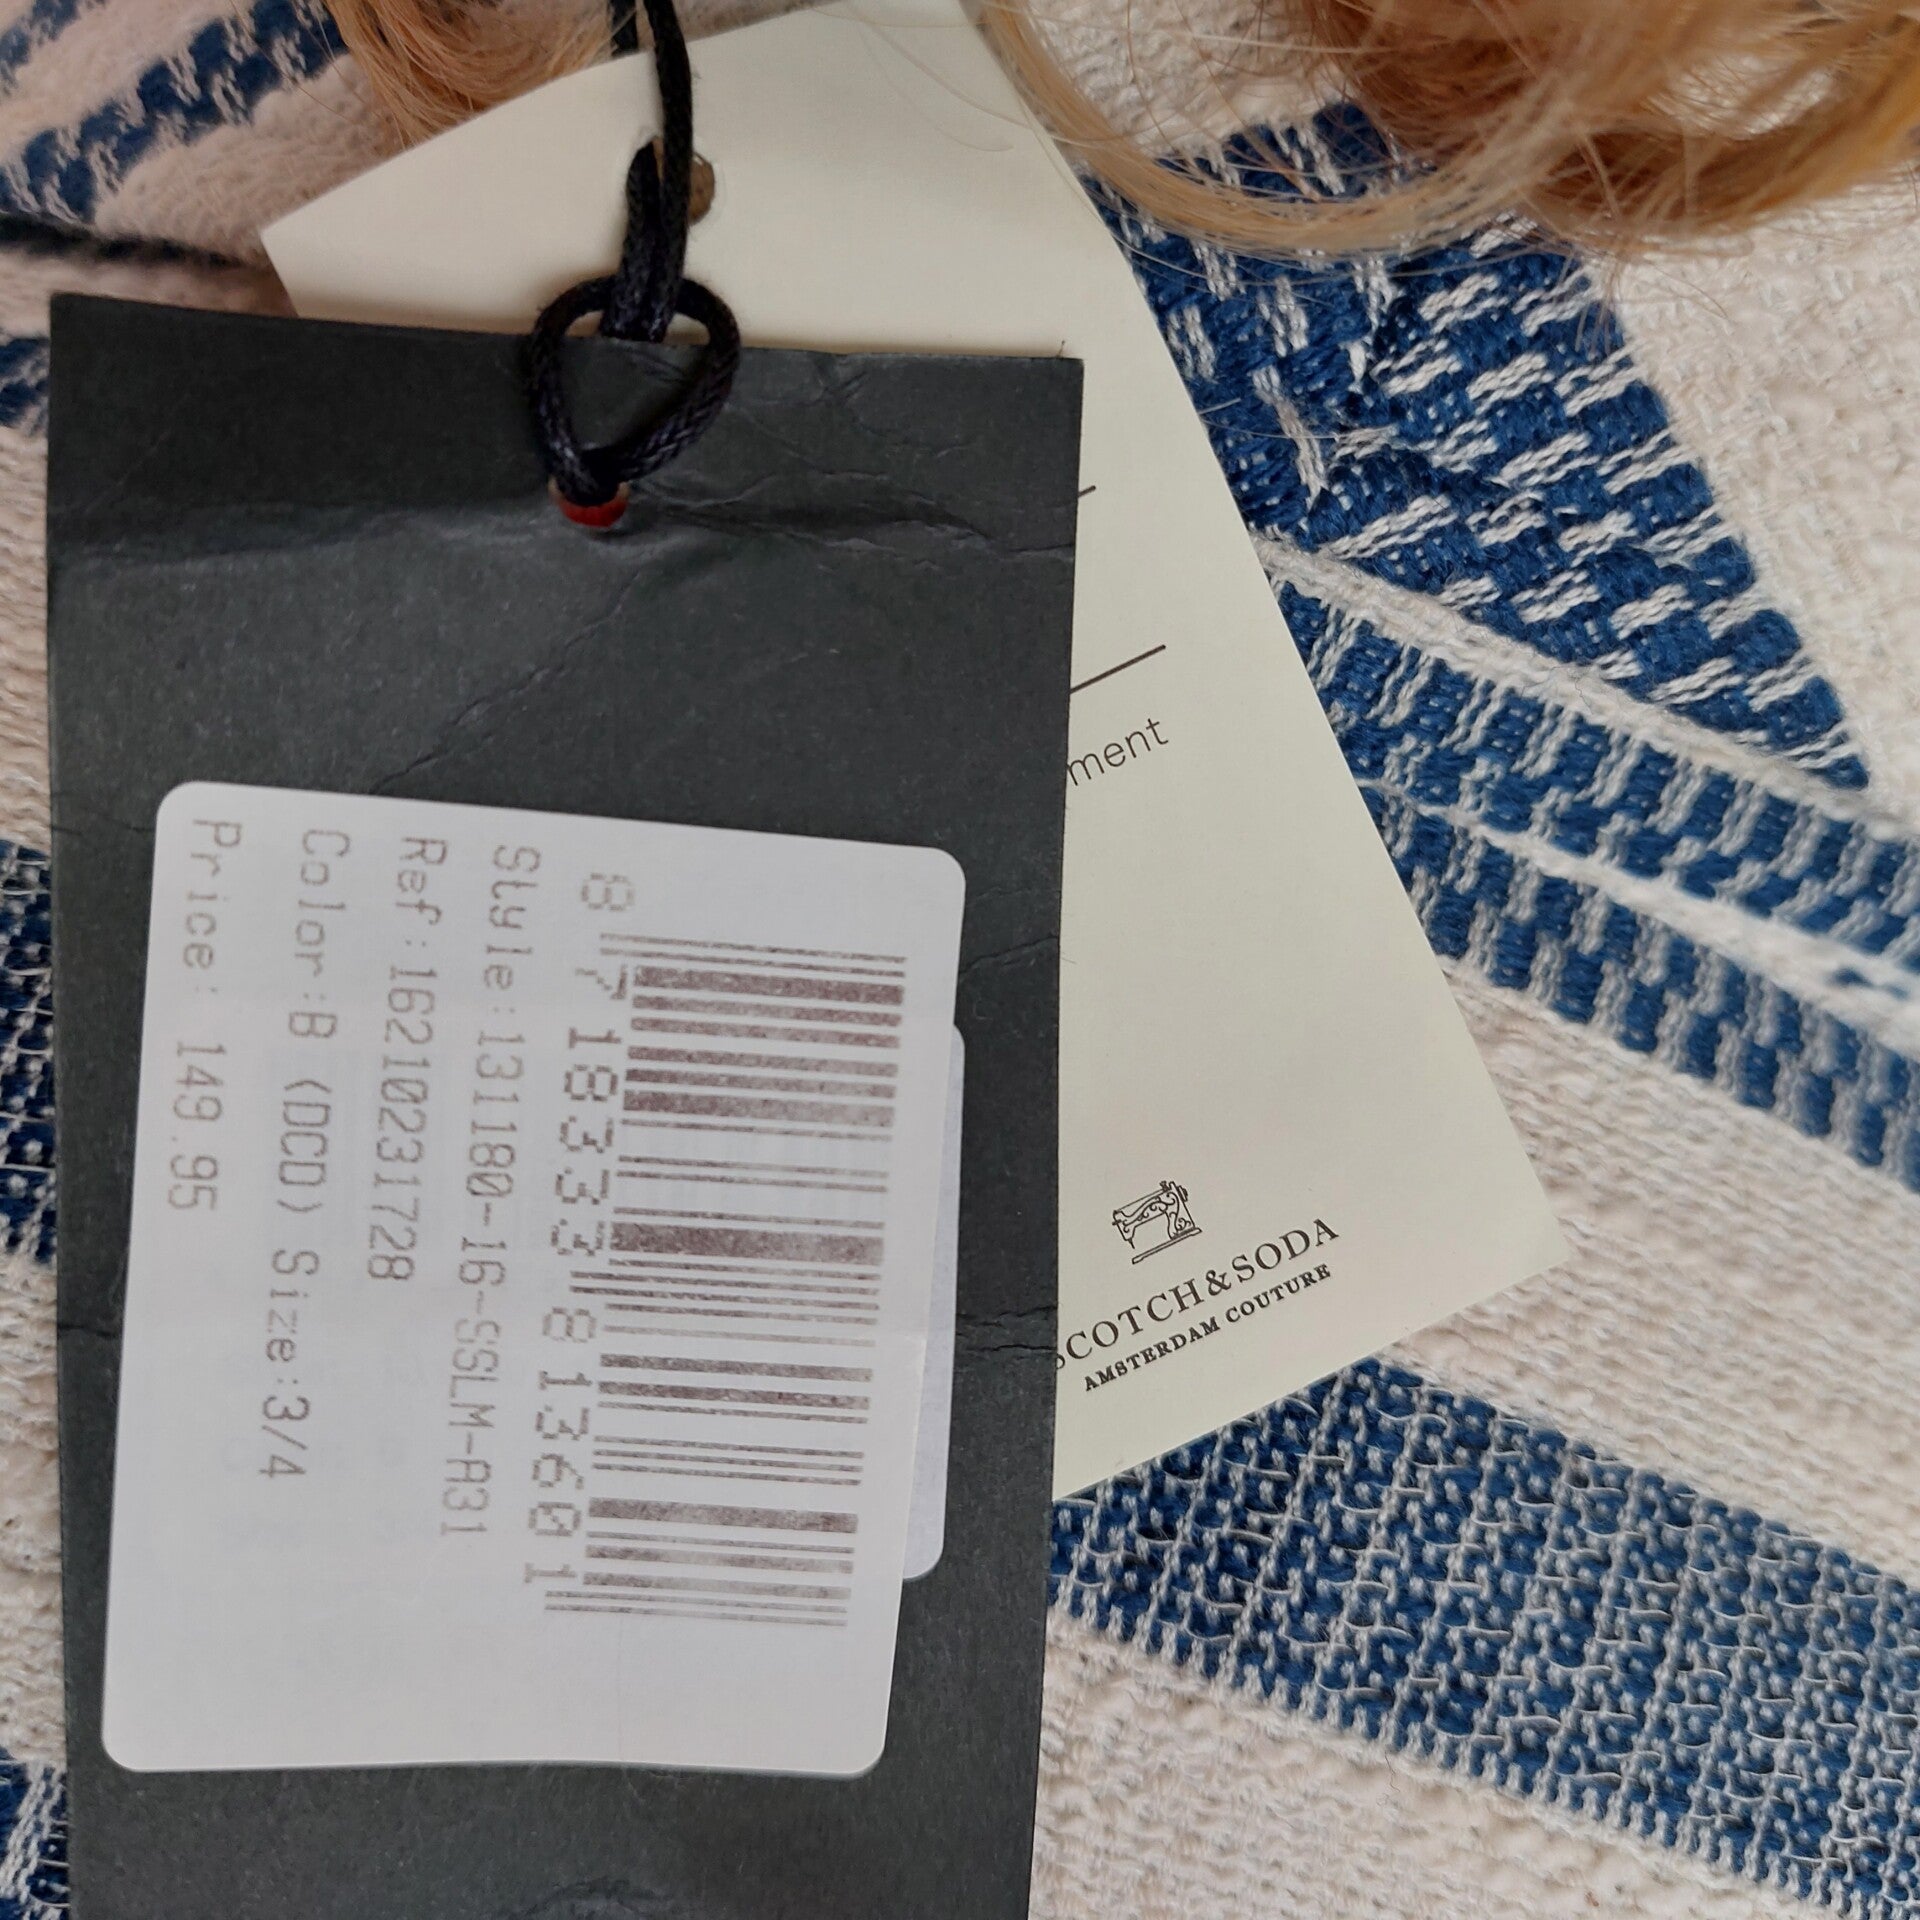 8 718333 813601
Style:131180-16-SSLM-A31
Ref:16210231728
Color:B (DCD) Size:3/4
Price: 149.95
ment
SCOTCH&SODA
AMSTERDAM COUTURE